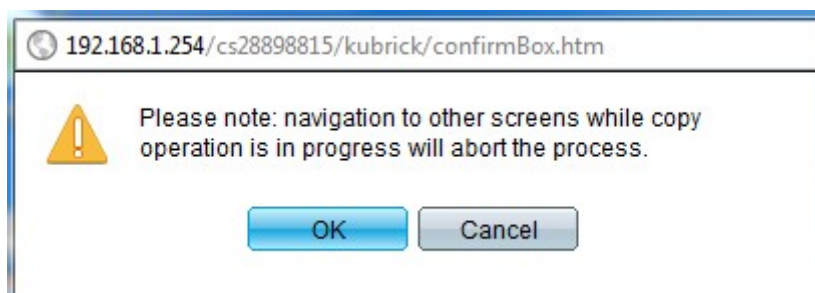 192.168.1.254/cs28898815/kubrick/confirmBox.htm
Please note: navigation to other screens while copy
operation is in progress will abort the process.
OK
Cancel